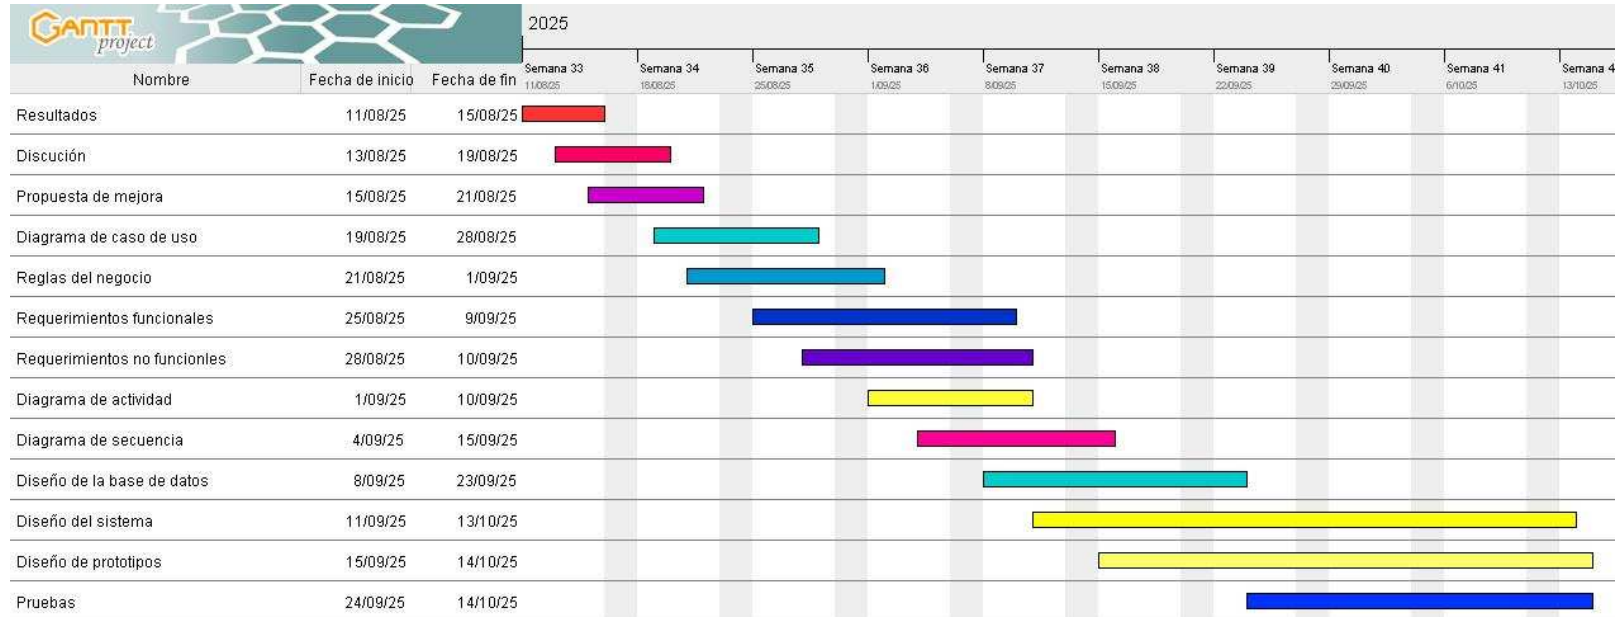 GANTT
project
2025
Nombre Fecha de inicio Fecha de fin
Semana 33 Semana 34 Semana 35 Semana 36 Semana 37 Semana 38 Semana 39 Semana 40 Semana 41 Semana 4
11/08/25 18/08/25 25/08/25 1/09/25 8/09/25 15/09/25 22/09/25 29/09/25 6/10/25 13/10/25
Resultados 11/08/25 15/08/25
Discución 13/08/25 19/08/25
Propuesta de mejora 15/08/25 21/08/25
Diagrama de caso de uso 19/08/25 28/08/25
Reglas del negocio 21/08/25 1/09/25
Requerimientos funcionales 25/08/25 9/09/25
Requerimientos no funcionles 28/08/25 10/09/25
Diagrama de actividad 1/09/25 10/09/25
Diagrama de secuencia 4/09/25 15/09/25
Diseño de la base de datos 8/09/25 23/09/25
Diseño del sistema 11/09/25 13/10/25
Diseño de prototipos 15/09/25 14/10/25
Pruebas 24/09/25 14/10/25